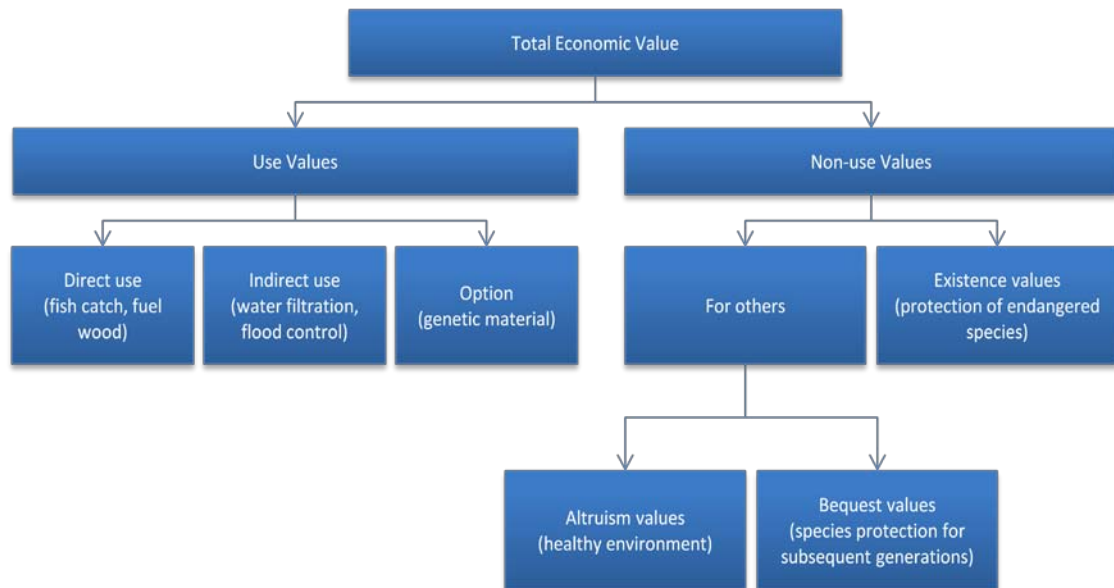 Total Economic Value
Use Values
Non-use Values
Direct use
(fish catch, fuel
wood)
Indirect use
(water filtration,
flood control)
Option
(genetic material)
For others
Existence values
(protection of endangered
species)
Altruism values
(healthy environment)
Bequest values
(species protection for
subsequent generations)